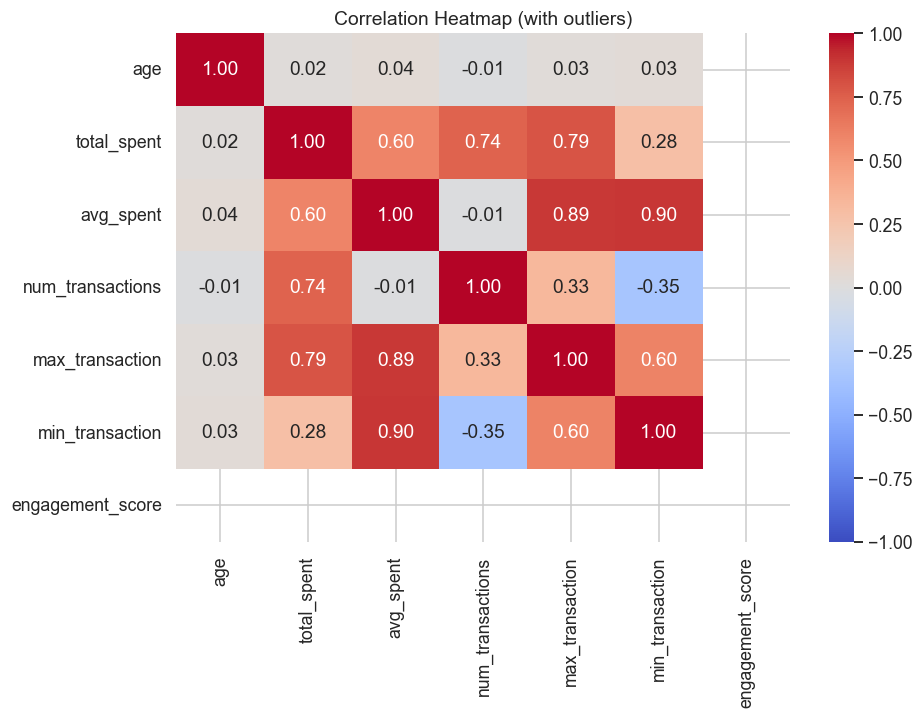 Correlation Heatmap (with outliers)
age 1.00 0.02 0.04 -0.01 0.03 0.03
total_spent 0.02 1.00 0.60 0.74 0.79 0.28
avg_spent 0.04 0.60 1.00 -0.01 0.89 0.90
num_transactions -0.01 0.74 -0.01 1.00 0.33 -0.35
max_transaction 0.03 0.79 0.89 0.33 1.00 0.60
min_transaction 0.03 0.28 0.90 -0.35 0.60 1.00
engagement_score
age
total_spent
avg_spent
num_transactions
max_transaction
min_transaction
engagement_score
1.00
0.75
0.50
0.25
0.00
−0.25
−0.50
−0.75
−1.00